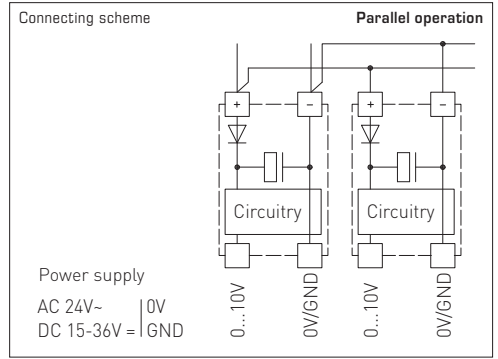 Connecting scheme
Parallel operation
+ - + -
Circuitry Circuitry
Power supply
AC 24V~ | 0V
DC 15-36V = | GND
0...10V
0V/GND
0...10V
0V/GND